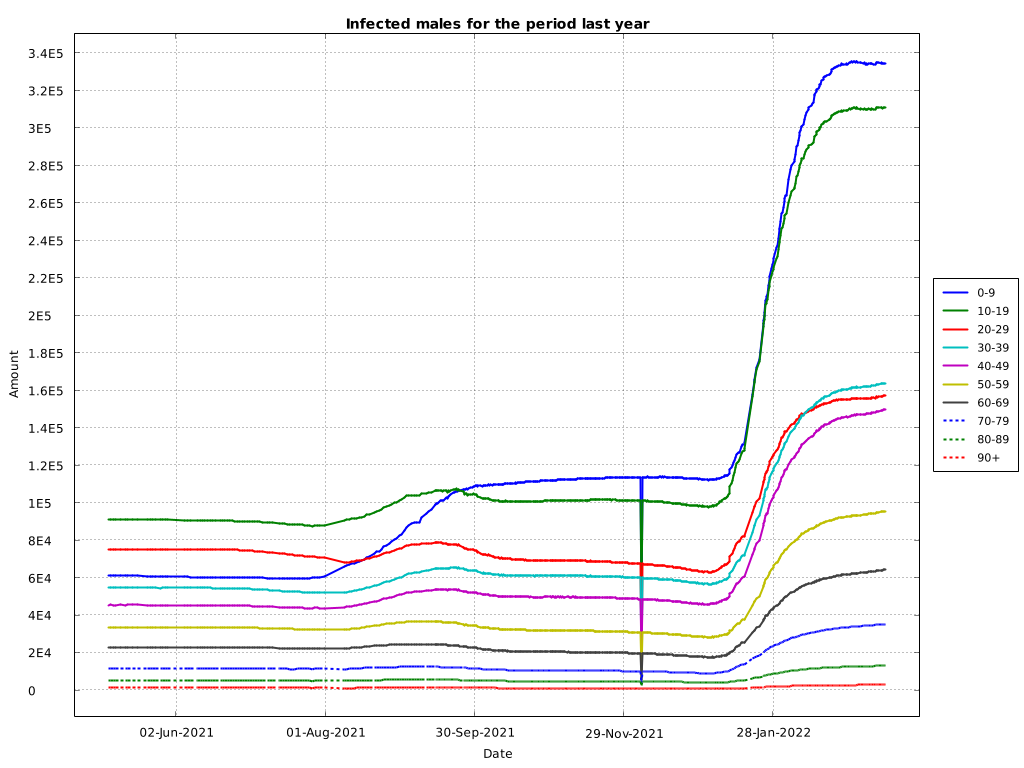 Infected males for the period last year
3.4E5
3.2E5
3E5
2.8E5
2.6E5
2.4E5
2.2E5
2E5
1.8E5
1.6E5
1.4E5
1.2E5
1E5
8E4
6E4
4E4
2E4
0
Amount
02-Jun-2021 01-Aug-2021 30-Sep-2021 29-Nov-2021 28-Jan-2022
Date
0-9
10-19
20-29
30-39
40-49
50-59
60-69
70-79
80-89
90+